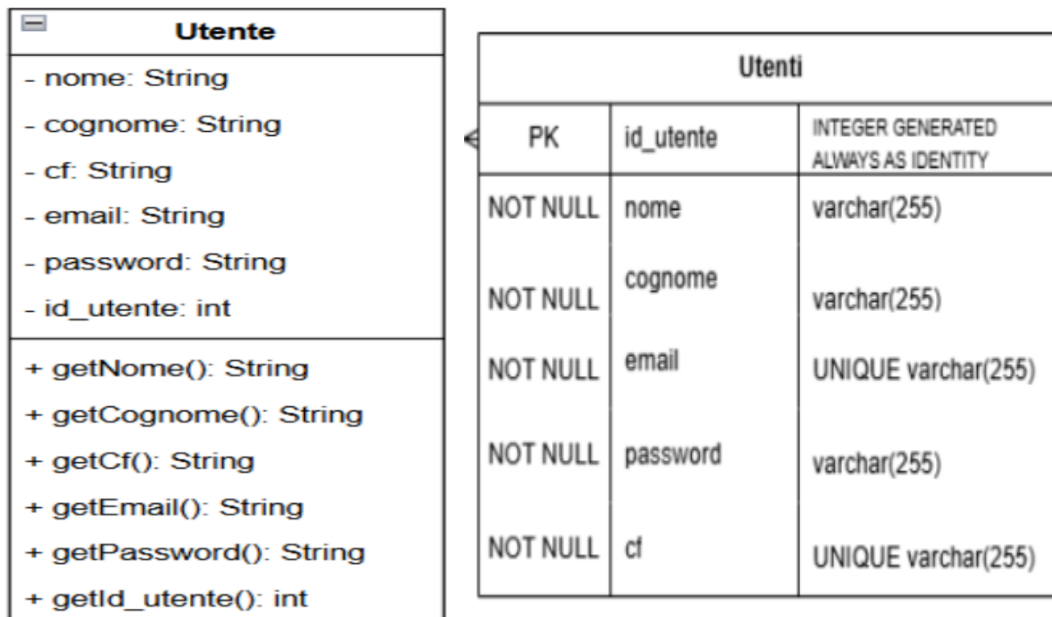 Utente
- nome: String
- cognome: String
- cf: String
- email: String
- password: String
- id_utente: int
+ getNome(): String
+ getCognome(): String
+ getCf(): String
+ getEmail(): String
+ getPassword(): String
+ getId_utente(): int
Utenti
PK id_utente INTEGER GENERATED
ALWAYS AS IDENTITY
NOT NULL nome varchar(255)
NOT NULL cognome varchar(255)
NOT NULL email UNIQUE varchar(255)
NOT NULL password varchar(255)
NOT NULL cf UNIQUE varchar(255)